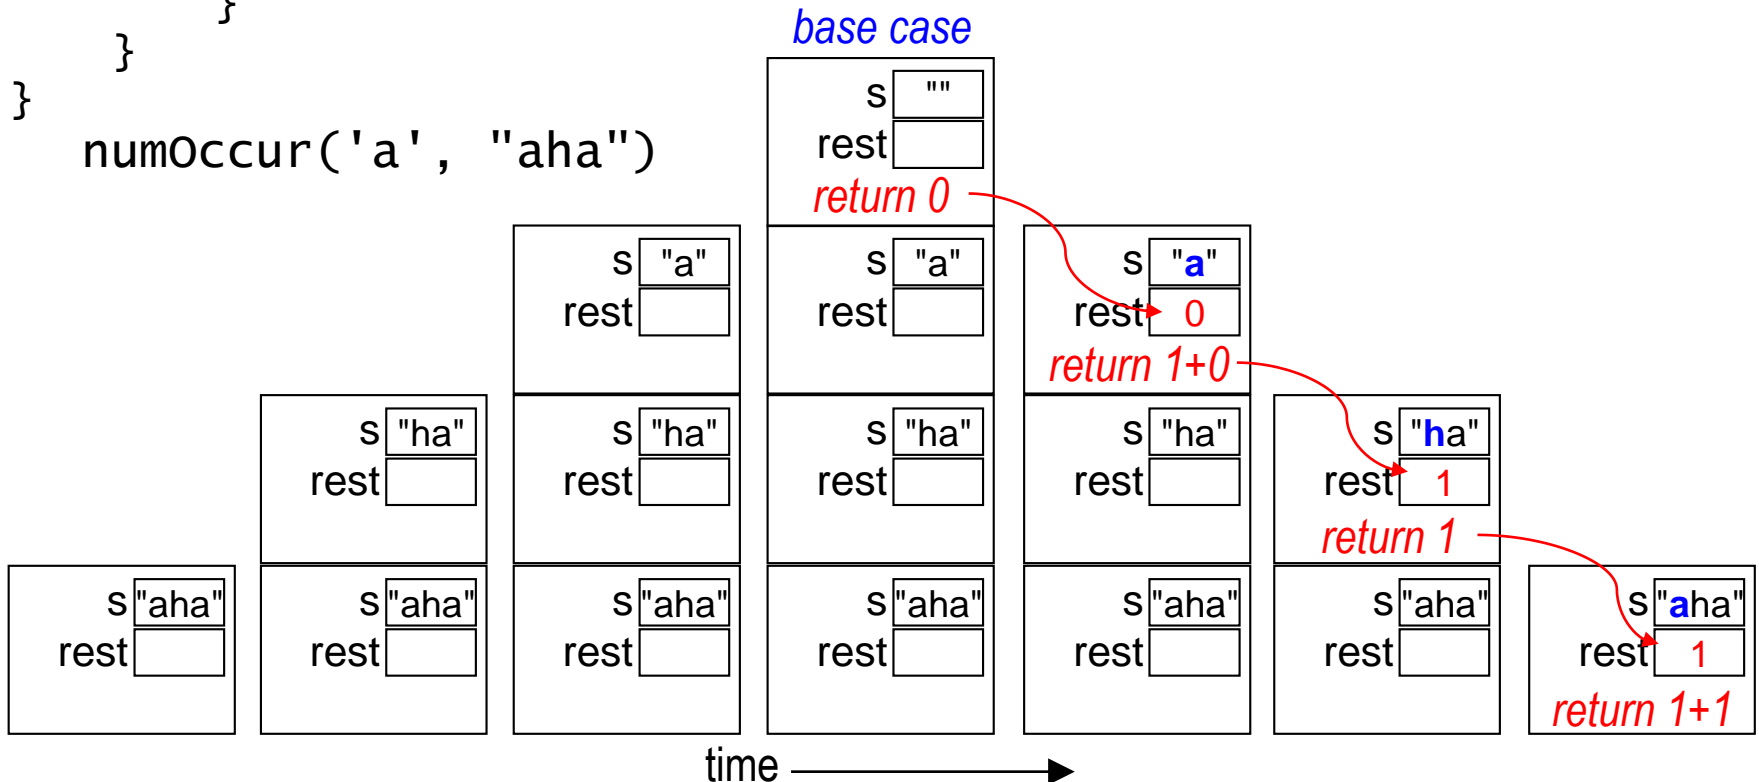 }
}
}
numOccur('a', "aha")
base case
s ""
rest
return 0
s "a" s "a" s "a"
rest rest rest 0
return 1+0
s "ha" s "ha" s "ha" s "ha" s "ha"
rest rest rest rest rest 1
return 1
s "aha" s "aha" s "aha" s "aha" s "aha" s "aha" s "aha"
rest rest rest rest rest rest rest 1
return 1+1
time